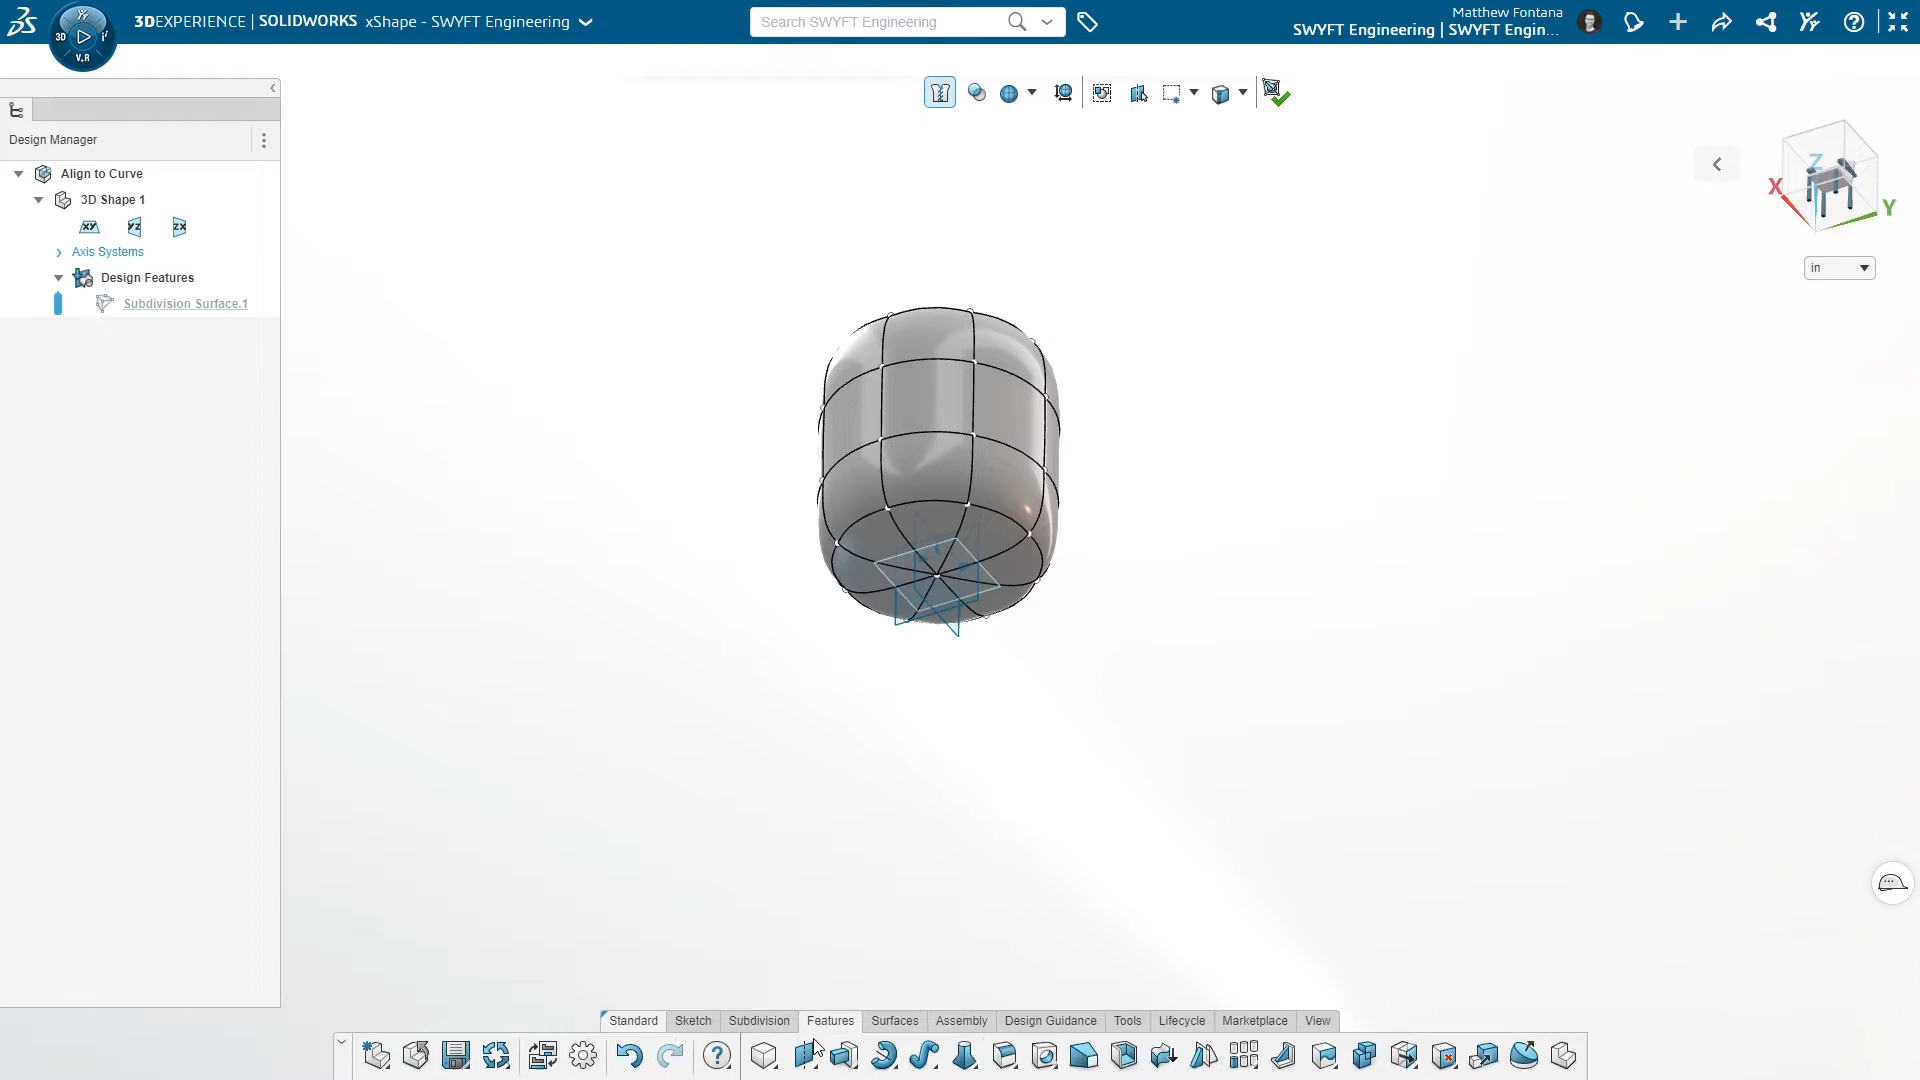 3DEXPERIENCE | SOLIDWORKS xShape - SWYFT Engineering
Search SWYFT Engineering
Matthew Fontana
SWYFT Engineering | SWYFT Engin...
3D
V.R
Design Manager
Align to Curve
3D Shape 1
XY YZ ZX
Axis Systems
Design Features
Subdivision Surface.1
Z
X
Y
in
Standard Sketch Subdivision Features Surfaces Assembly Design Guidance Tools Lifecycle Marketplace View